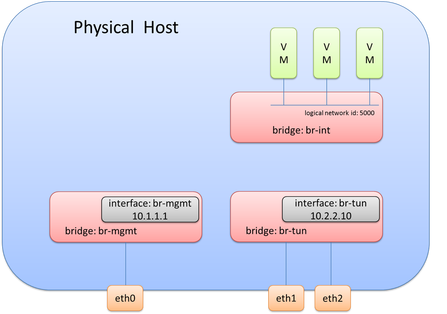 Physical Host
V
M
V
M
V
M
logical network id: 5000
bridge: br-int
interface: br-mgmt
10.1.1.1
bridge: br-mgmt
interface: br-tun
10.2.2.10
bridge: br-tun
eth0
eth1
eth2